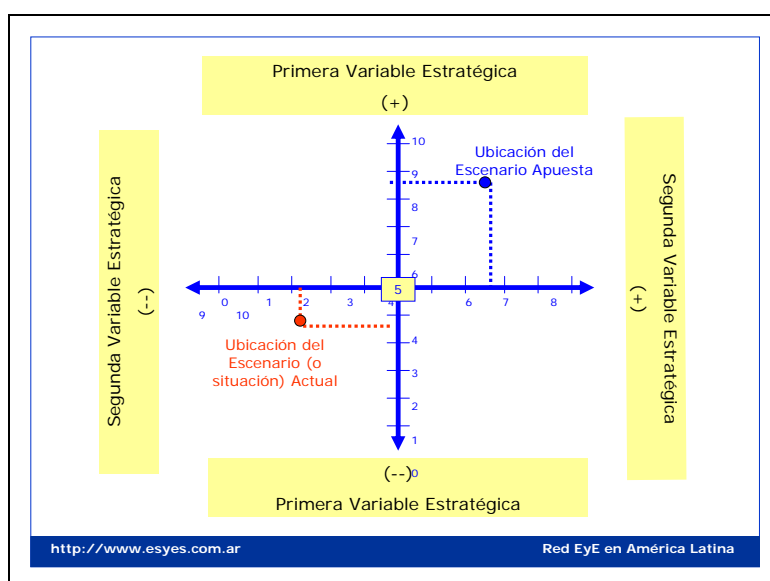 Primera Variable Estratégica
(+)
Segunda Variable Estratégica
(--)
Segunda Variable Estratégica
(+)
10
9
8
7
6
5
4
3
2
1
0
Ubicación del
Escenario Apuesta
0 1 2 3 4 6 7 8
9 10
Ubicación del
Escenario (o
situación) Actual
(--)
Primera Variable Estratégica
http://www.esyes.com.ar
Red EyE en América Latina